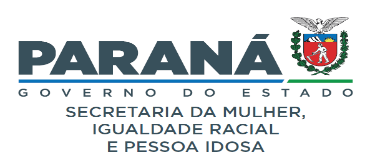 PARANÁ
GOVERNO DO ESTADO
SECRETARIA DA MULHER,
IGUALDADE RACIAL
E PESSOA IDOSA